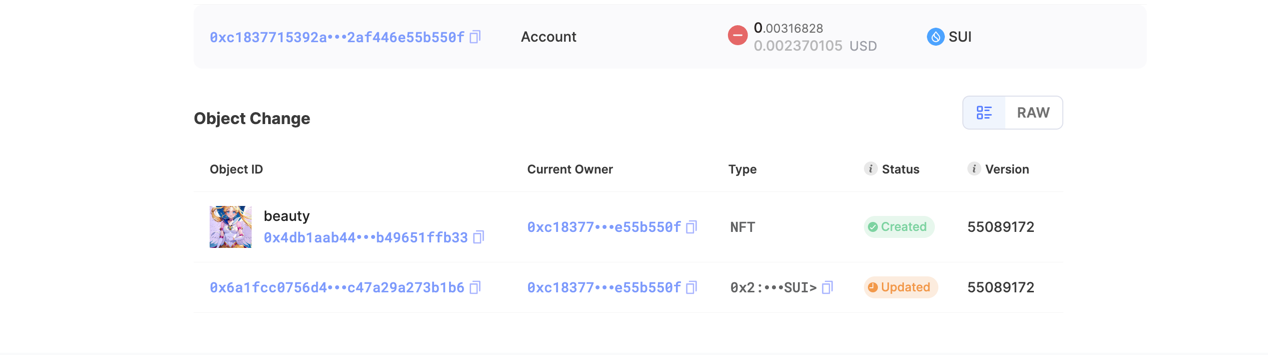 0xc1837715392a•••2af446e55b550f Account 0.00316828 SUI
0.002370105 USD
Object Change RAW
Object ID Current Owner Type i Status i Version
beauty
0x4db1aab44•••b49651ffb33 0xc18377•••e55b550f NFT Created 55089172
0x6a1fcc0756d4•••c47a29a273b1b6 0xc18377•••e55b550f 0x2:•••SUI> Updated 55089172